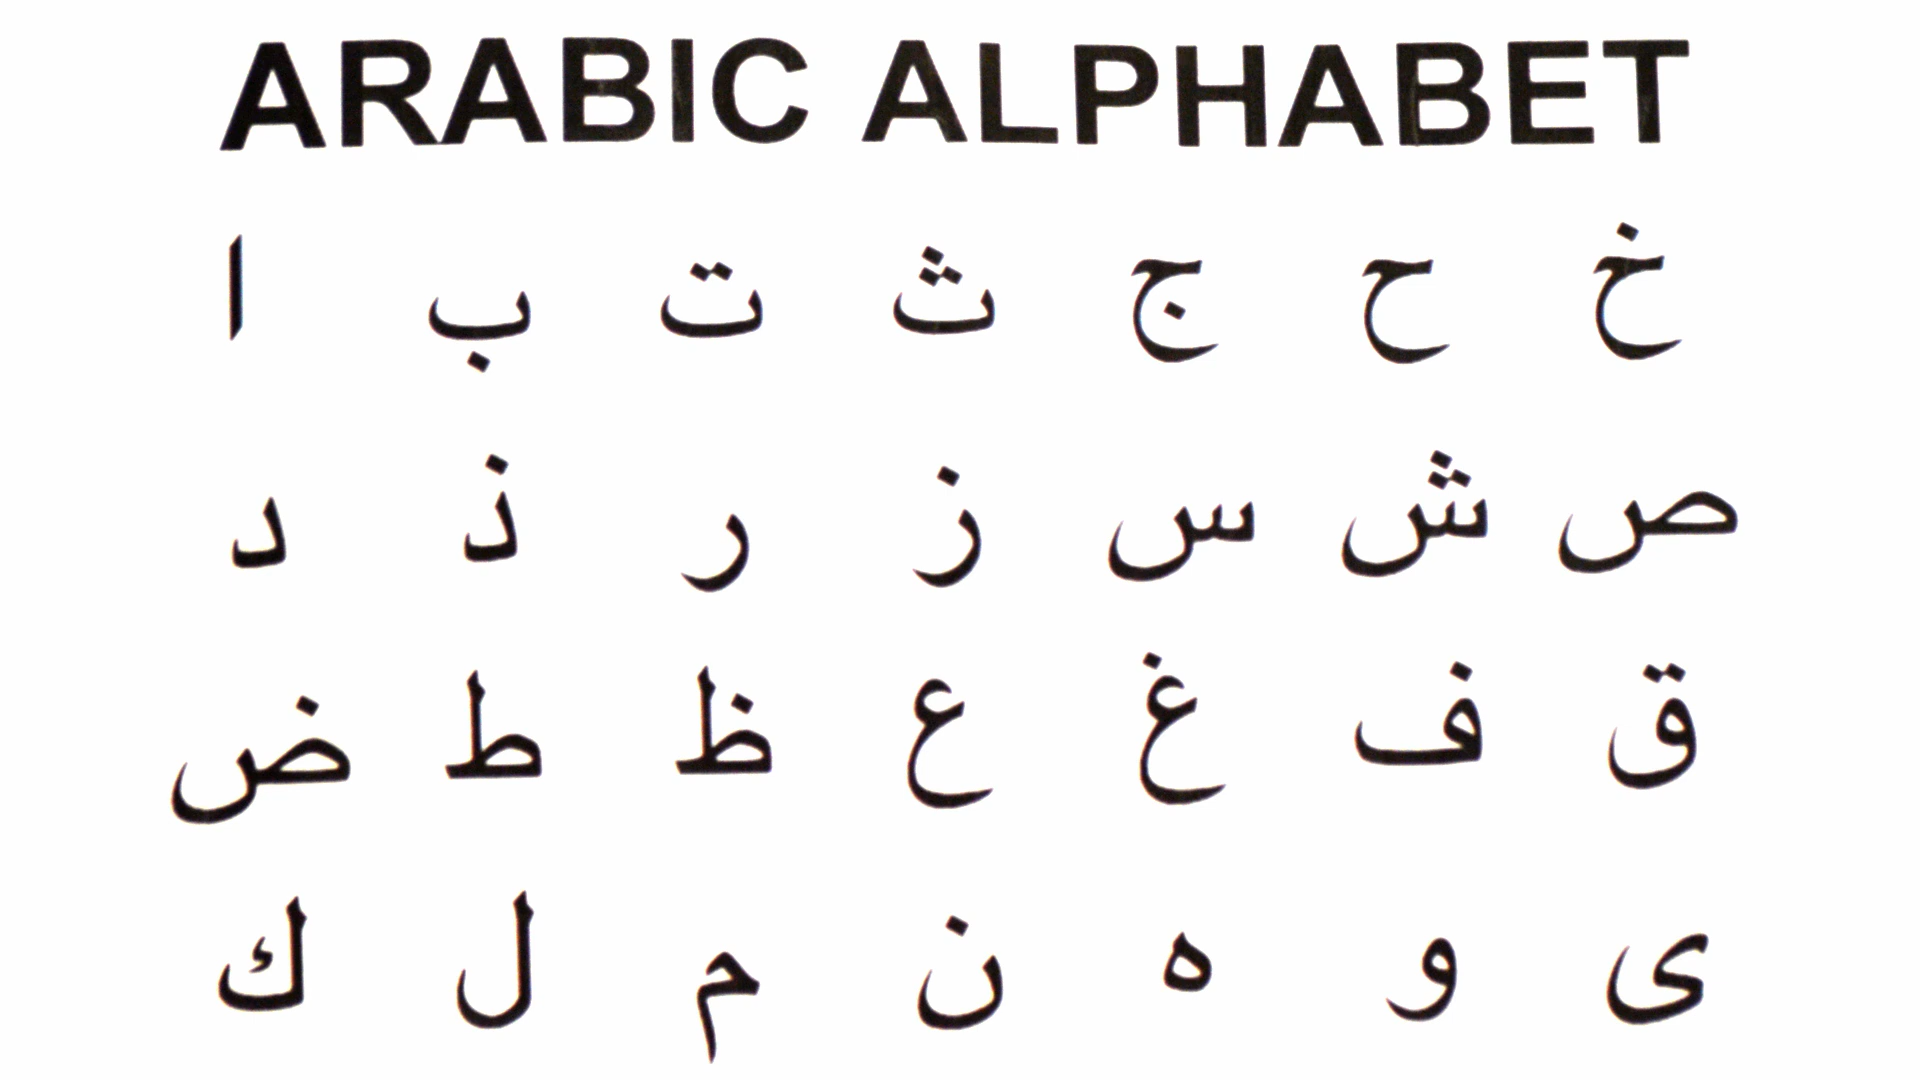 ARABIC ALPHABET
ا ب ت ث ج ح خ
د ذ ر ز س ش ص
ض ط ظ ع غ ف ق
ك ل م ن ه و ى